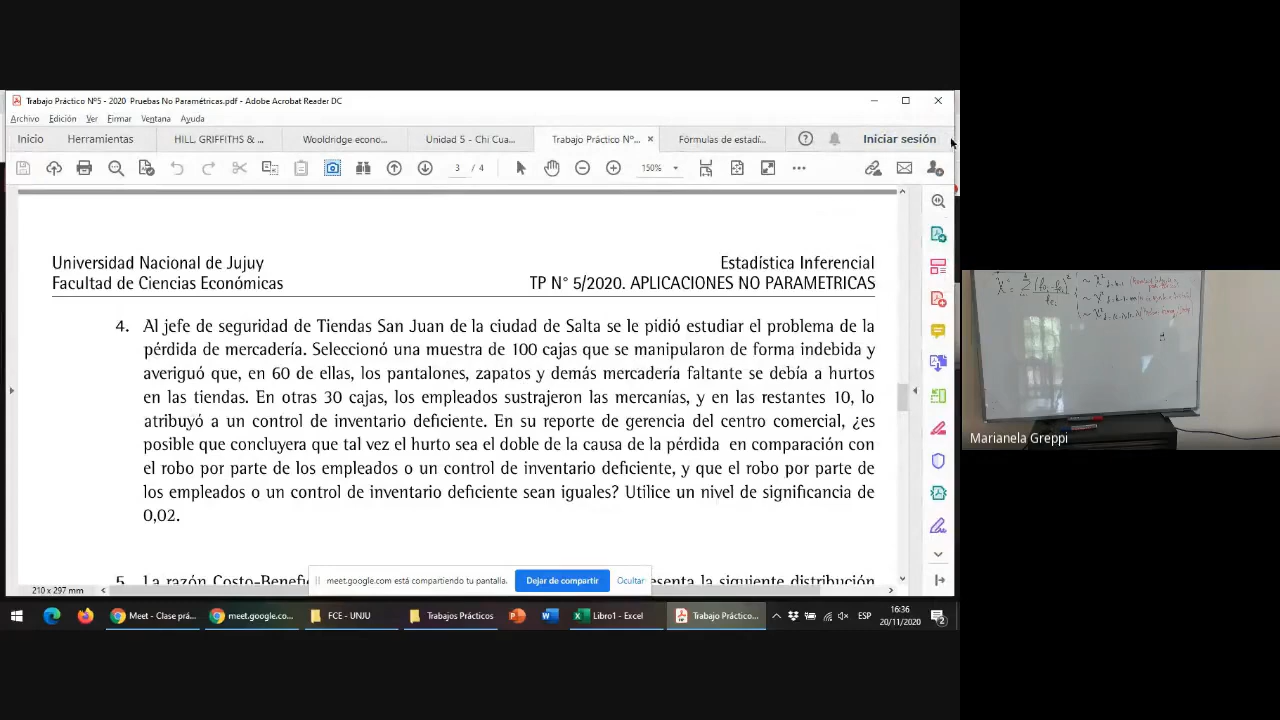 Trabajo Práctico Nº5 - 2020 Pruebas No Paramétricas.pdf - Adobe Acrobat Reader DC
Archivo Edición Ver Firmar Ventana Ayuda
Inicio Herramientas HILL, GRIFFITHS & ... Wooldridge econo... Unidad 5 - Chi Cua... Trabajo Práctico Nº... × Fórmulas de estadí... Iniciar sesión
3 / 4 150%
Universidad Nacional de Jujuy Estadística Inferencial
Facultad de Ciencias Económicas TP N° 5/2020. APLICACIONES NO PARAMETRICAS
4. Al jefe de seguridad de Tiendas San Juan de la ciudad de Salta se le pidió estudiar el problema de la
pérdida de mercadería. Seleccionó una muestra de 100 cajas que se manipularon de forma indebida y
averiguó que, en 60 de ellas, los pantalones, zapatos y demás mercadería faltante se debía a hurtos
en las tiendas. En otras 30 cajas, los empleados sustrajeron las mercanías, y en las restantes 10, lo
atribuyó a un control de inventario deficiente. En su reporte de gerencia del centro comercial, ¿es
posible que concluyera que tal vez el hurto sea el doble de la causa de la pérdida en comparación con
el robo por parte de los empleados o un control de inventario deficiente, y que el robo por parte de
los empleados o un control de inventario deficiente sean iguales? Utilice un nivel de significancia de
0,02.
Marianela Greppi
5. La razón Costo-Benefi
esenta la siguiente distribución
meet.google.com está compartiendo tu pantalla. Dejar de compartir Ocultar
210 x 297 mm
Meet - Clase prá... meet.google.co... FCE - UNJU Trabajos Prácticos Libro1 - Excel Trabajo Práctico... ESP 16:36
20/11/2020 2